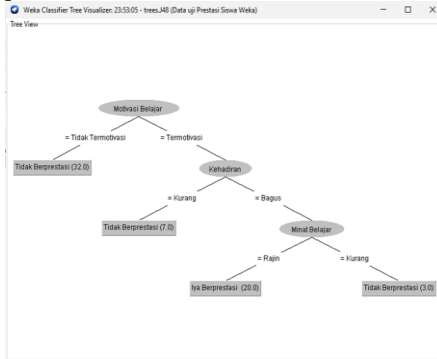 Weka Classifier Tree Visualizer: 23:53:05 - trees.J48 (Data uji Prestasi Siswa Weka)
Tree View
Motivasi Belajar
= Tidak Termotivasi
= Termotivasi
Tidak Berprestasi (32.0)
Kehadiran
= Kurang
= Bagus
Tidak Berprestasi (7.0)
Minat Belajar
= Rajin
= Kurang
Iya Berprestasi (20.0)
Tidak Berprestasi (3.0)